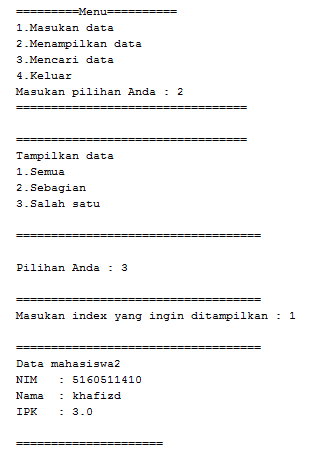 =========Menu==========
1.Masukan data
2.Menampilkan data
3.Mencari data
4.Keluar
Masukan pilihan Anda : 2
=================================
=================================
Tampilkan data
1.Semua
2.Sebagian
3.Salah satu
===================================
Pilihan Anda : 3
===================================
Masukan index yang ingin ditampilkan : 1
===================================
Data mahasiswa2
NIM   : 5160511410
Nama  : khafizd
IPK   : 3.0
=====================